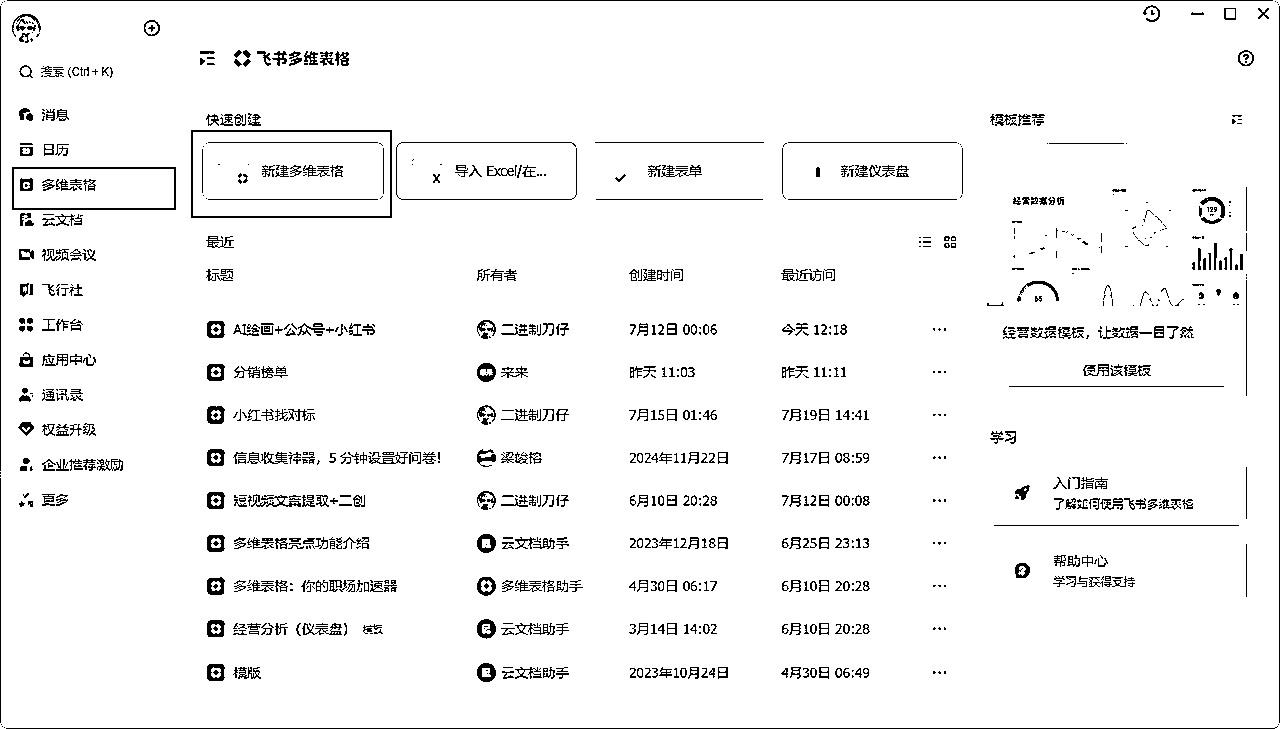 搜索 (Ctrl + K)
消息
日历
多维表格
云文档
视频会议
飞行社
工作台
应用中心
通讯录
权益升级
企业推荐激励
更多
飞书多维表格
快速创建
新建多维表格
导入 Excel/在...
新建表单
新建仪表盘
最近
标题 所有者 创建时间 最近访问
AI绘画+公众号+小红书 二进制刀仔 7月12日 00:06 今天 12:18 ...
分销榜单 来来 昨天 11:03 昨天 11:11 ...
小红书找对标 二进制刀仔 7月15日 01:46 7月19日 14:41 ...
信息收集神器，5 分钟设置好问卷！ 梁峻榕 2024年11月22日 7月17日 08:59 ...
短视频文案提取+二创 二进制刀仔 6月10日 20:28 7月12日 00:08 ...
多维表格亮点功能介绍 云文档助手 2023年12月18日 6月25日 23:13 ...
多维表格：你的职场加速器 多维表格助手 4月30日 06:17 6月10日 20:28 ...
经营分析（仪表盘） 模板 云文档助手 3月14日 14:02 6月10日 20:28 ...
模版 云文档助手 2023年10月24日 4月30日 06:49 ...
模板推荐
经营数据分析
129
65
经营数据模板，让数据一目了然
使用该模板
学习
入门指南
了解如何使用飞书多维表格
帮助中心
学习与获得支持